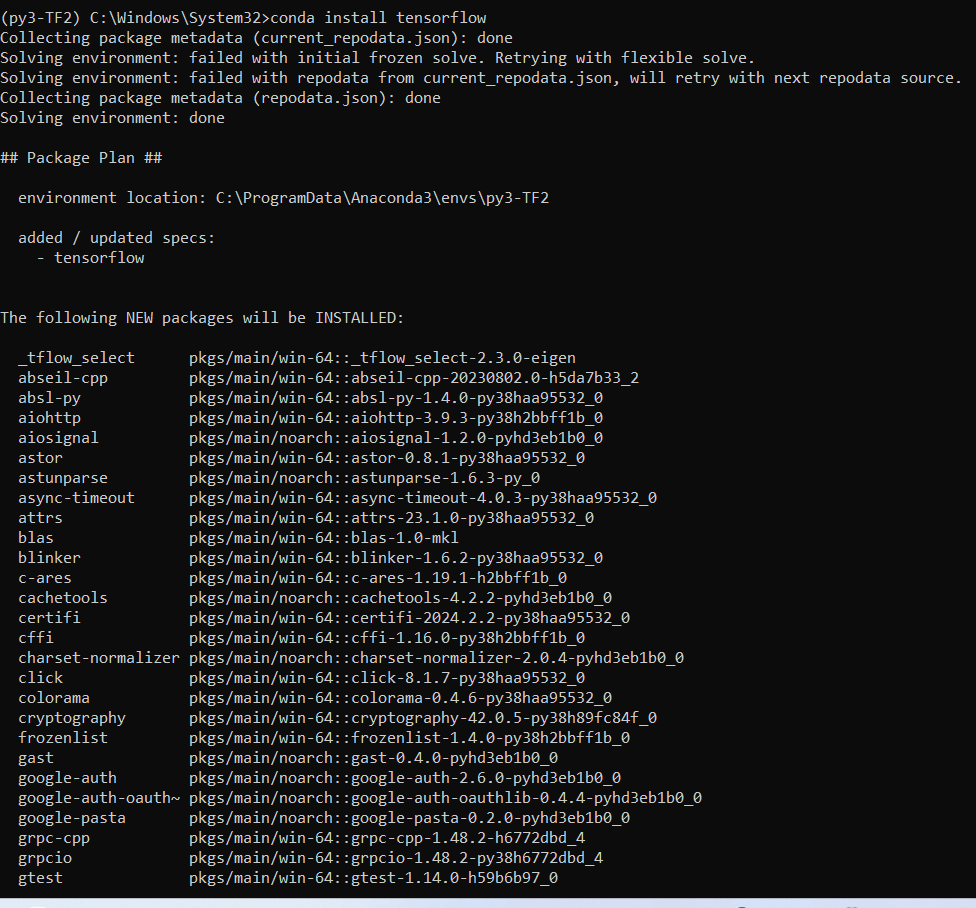 (py3-TF2) C:\Windows\System32>conda install tensorflow
Collecting package metadata (current_repodata.json): done
Solving environment: failed with initial frozen solve. Retrying with flexible solve.
Solving environment: failed with repodata from current_repodata.json, will retry with next repodata source.
Collecting package metadata (repodata.json): done
Solving environment: done
## Package Plan ##
environment location: C:\ProgramData\Anaconda3\envs\py3-TF2
added / updated specs:
- tensorflow
The following NEW packages will be INSTALLED:
_tflow_select pkgs/main/win-64::_tflow_select-2.3.0-eigen
abseil-cpp pkgs/main/win-64::abseil-cpp-20230802.0-h5da7b33_2
absl-py pkgs/main/win-64::absl-py-1.4.0-py38haa95532_0
aiohttp pkgs/main/win-64::aiohttp-3.9.3-py38h2bbff1b_0
aiosignal pkgs/main/noarch::aiosignal-1.2.0-pyhd3eb1b0_0
astor pkgs/main/win-64::astor-0.8.1-py38haa95532_0
astunparse pkgs/main/noarch::astunparse-1.6.3-py_0
async-timeout pkgs/main/win-64::async-timeout-4.0.3-py38haa95532_0
attrs pkgs/main/win-64::attrs-23.1.0-py38haa95532_0
blas pkgs/main/win-64::blas-1.0-mkl
blinker pkgs/main/win-64::blinker-1.6.2-py38haa95532_0
c-ares pkgs/main/win-64::c-ares-1.19.1-h2bbff1b_0
cachetools pkgs/main/noarch::cachetools-4.2.2-pyhd3eb1b0_0
certifi pkgs/main/win-64::certifi-2024.2.2-py38haa95532_0
cffi pkgs/main/win-64::cffi-1.16.0-py38h2bbff1b_0
charset-normalizer pkgs/main/noarch::charset-normalizer-2.0.4-pyhd3eb1b0_0
click pkgs/main/win-64::click-8.1.7-py38haa95532_0
colorama pkgs/main/win-64::colorama-0.4.6-py38haa95532_0
cryptography pkgs/main/win-64::cryptography-42.0.5-py38h89fc84f_0
frozenlist pkgs/main/win-64::frozenlist-1.4.0-py38h2bbff1b_0
gast pkgs/main/noarch::gast-0.4.0-pyhd3eb1b0_0
google-auth pkgs/main/noarch::google-auth-2.6.0-pyhd3eb1b0_0
google-auth-oauth~ pkgs/main/noarch::google-auth-oauthlib-0.4.4-pyhd3eb1b0_0
google-pasta pkgs/main/noarch::google-pasta-0.2.0-pyhd3eb1b0_0
grpc-cpp pkgs/main/win-64::grpc-cpp-1.48.2-h6772dbd_4
grpcio pkgs/main/win-64::grpcio-1.48.2-py38h6772dbd_4
gtest pkgs/main/win-64::gtest-1.14.0-h59b6b97_0